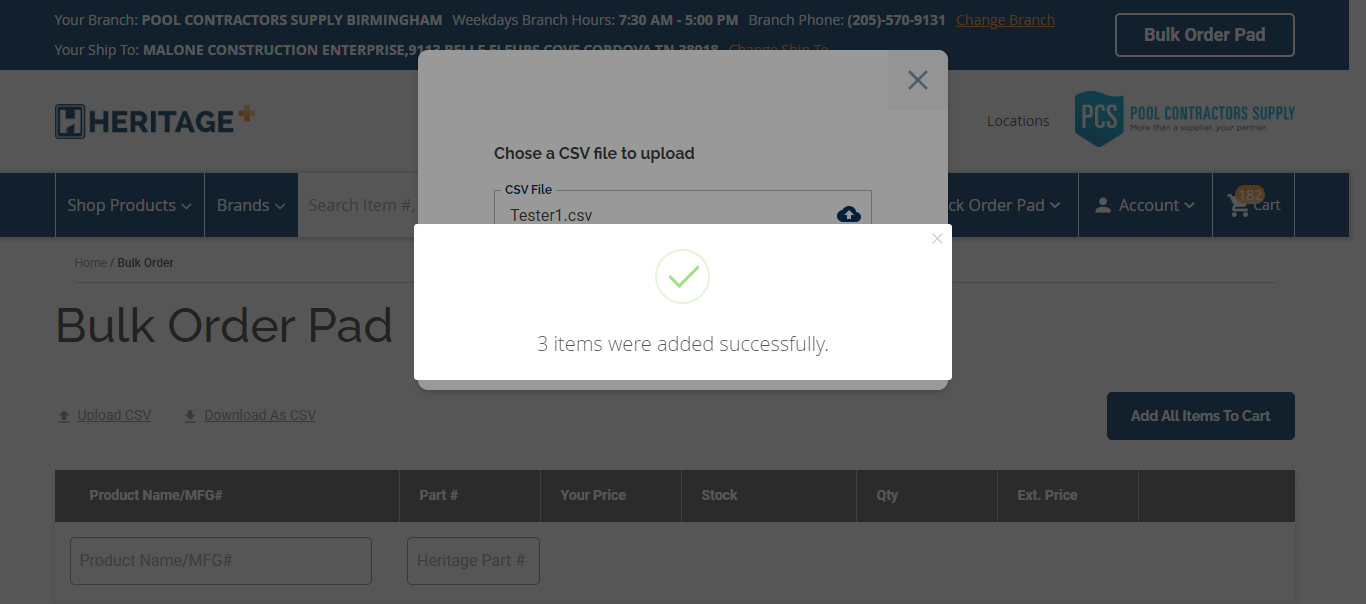 Your Branch: POOL CONTRACTORS SUPPLY BIRMINGHAM Weekdays Branch Hours: 7:30 AM - 5:00 PM Branch Phone: (205)-570-9131 Change Branch
Your Ship To: MALONE CONSTRUCTION ENTERPRISE,9113 BELLE FLEURS COVE CORDOVA TN 38018 Change Ship To
Bulk Order Pad
HERITAGE+
Locations
PCS POOL CONTRACTORS SUPPLY
More than a supplier, your partner.
Chose a CSV file to upload
CSV File
Tester1.csv
Shop Products
Brands
Search Item #,
ck Order Pad
Account
182
Cart
Home / Bulk Order
3 items were added successfully.
Bulk Order Pad
Upload CSV
Download As CSV
Add All Items To Cart
Product Name/MFG# Part # Your Price Stock Qty Ext. Price
Product Name/MFG# Heritage Part #